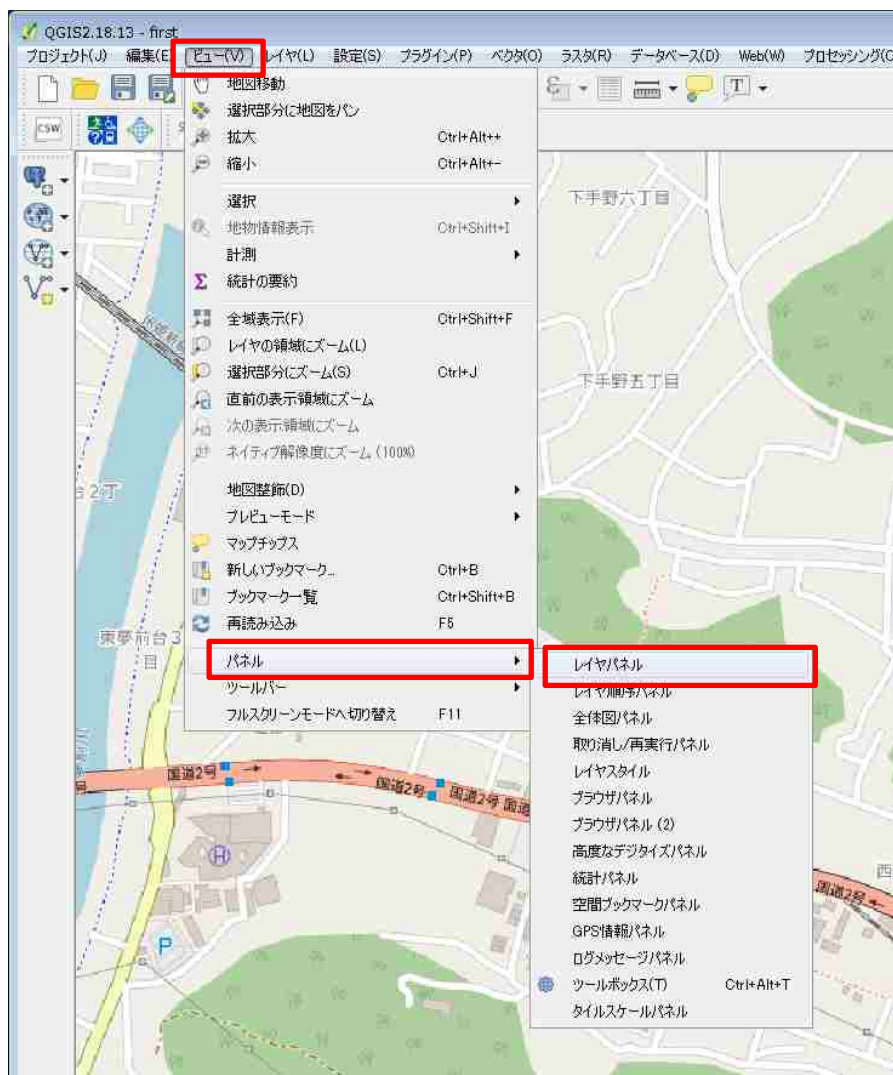 QGIS2.18.13 - first
プロジェクト(J) 編集(E ビュー(V) レイヤ(L) 設定(S) プラグイン(P) ベクタ(O) ラスタ(R) データベース(D) Web(W) プロセッシング(C
地図移動
選択部分に地図をパン
拡大 Ctrl+Alt++
縮小 Ctrl+Alt+-
選択
地物情報表示 Ctrl+Shift+I
計測
統計の要約
全域表示(F) Ctrl+Shift+F
レイヤの領域にズーム(L)
選択部分にズーム(S) Ctrl+J
直前の表示領域にズーム
次の表示領域にズーム
ネイティブ解像度にズーム (100%)
地図整飾(D)
プレビューモード
マップチップス
新しいブックマーク... Ctrl+B
ブックマーク一覧 Ctrl+Shift+B
再読み込み F5
パネル
ツールバー
フルスクリーンモードへ切り替え F11
レイヤパネル
レイヤ順序パネル
全体図パネル
取り消し/再実行パネル
レイヤスタイル
ブラウザパネル
ブラウザパネル (2)
高度なデジタイズパネル
統計パネル
空間ブックマークパネル
GPS情報パネル
ログメッセージパネル
ツールボックス(T) Ctrl+Alt+T
タイルスケールパネル
CSW
下手野六丁目
下手野五丁目
台2丁
東夢前台3
目
国道2号
国道2号
国道2号
国道
国道2号
西
H
P